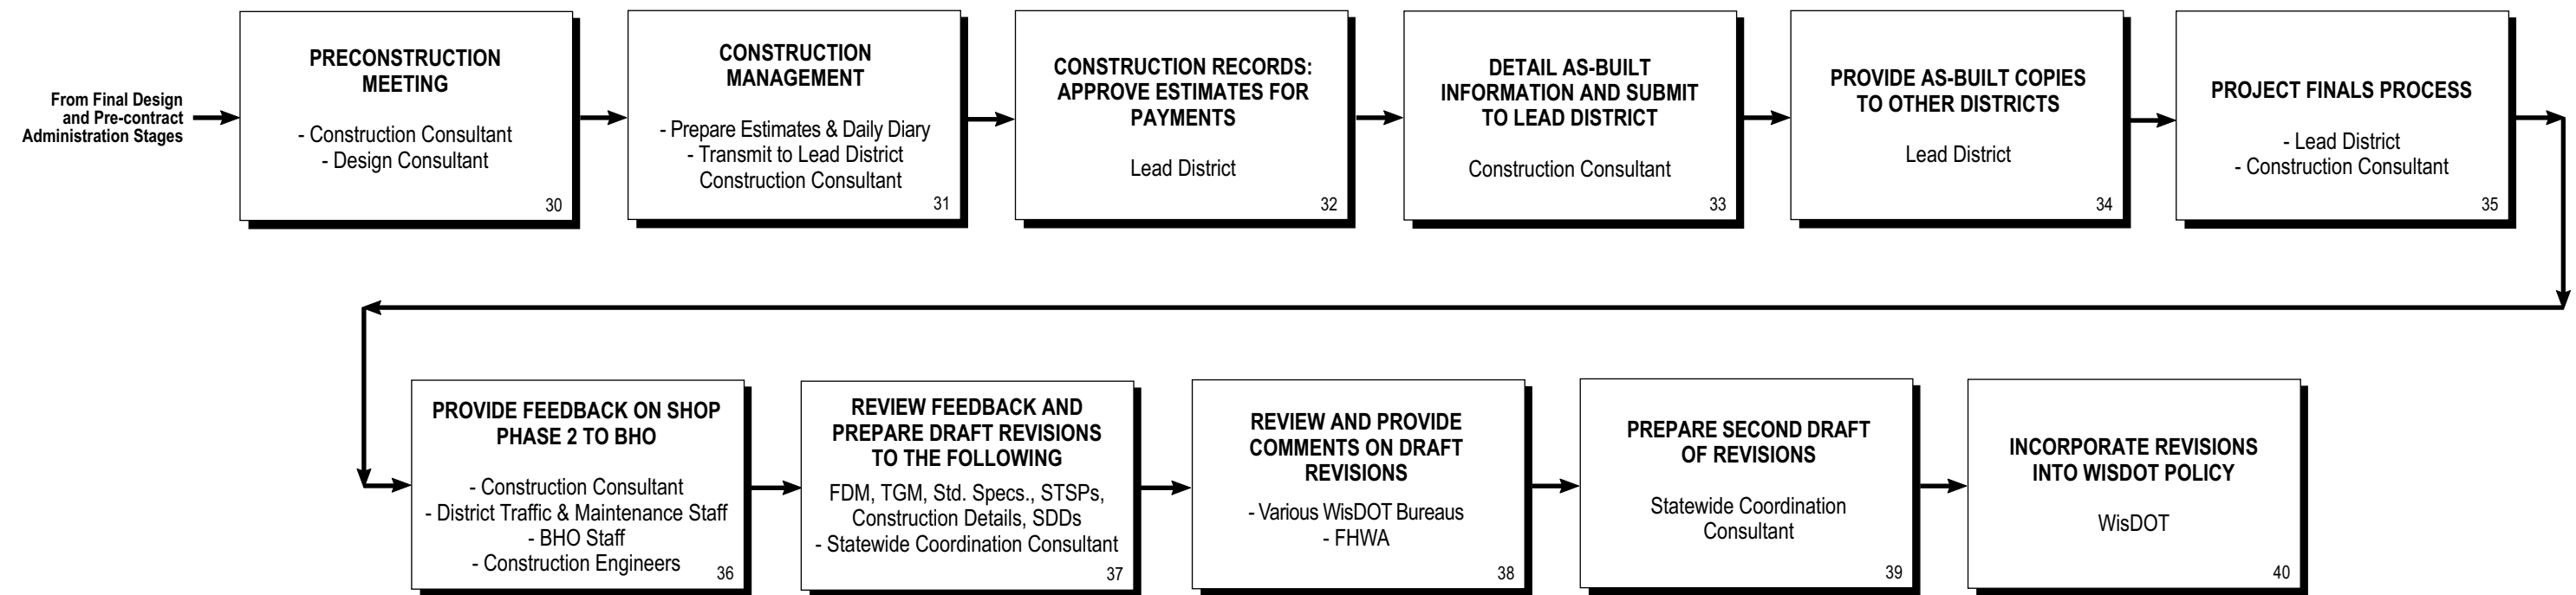 From Final Design
and Pre-contract
Administration Stages
PRECONSTRUCTION
MEETING
- Construction Consultant
- Design Consultant
30
CONSTRUCTION
MANAGEMENT
- Prepare Estimates & Daily Diary
- Transmit to Lead District
Construction Consultant
31
CONSTRUCTION RECORDS:
APPROVE ESTIMATES FOR
PAYMENTS
Lead District
32
DETAIL AS-BUILT
INFORMATION AND SUBMIT
TO LEAD DISTRICT
Construction Consultant
33
PROVIDE AS-BUILT COPIES
TO OTHER DISTRICTS
Lead District
34
PROJECT FINALS PROCESS
- Lead District
- Construction Consultant
35
PROVIDE FEEDBACK ON SHOP
PHASE 2 TO BHO
- Construction Consultant
- District Traffic & Maintenance Staff
- BHO Staff
- Construction Engineers
36
REVIEW FEEDBACK AND
PREPARE DRAFT REVISIONS
TO THE FOLLOWING
FDM, TGM, Std. Specs., STSPs,
Construction Details, SDDs
- Statewide Coordination Consultant
37
REVIEW AND PROVIDE
COMMENTS ON DRAFT
REVISIONS
- Various WisDOT Bureaus
- FHWA
38
PREPARE SECOND DRAFT
OF REVISIONS
Statewide Coordination
Consultant
39
INCORPORATE REVISIONS
INTO WISDOT POLICY
WisDOT
40